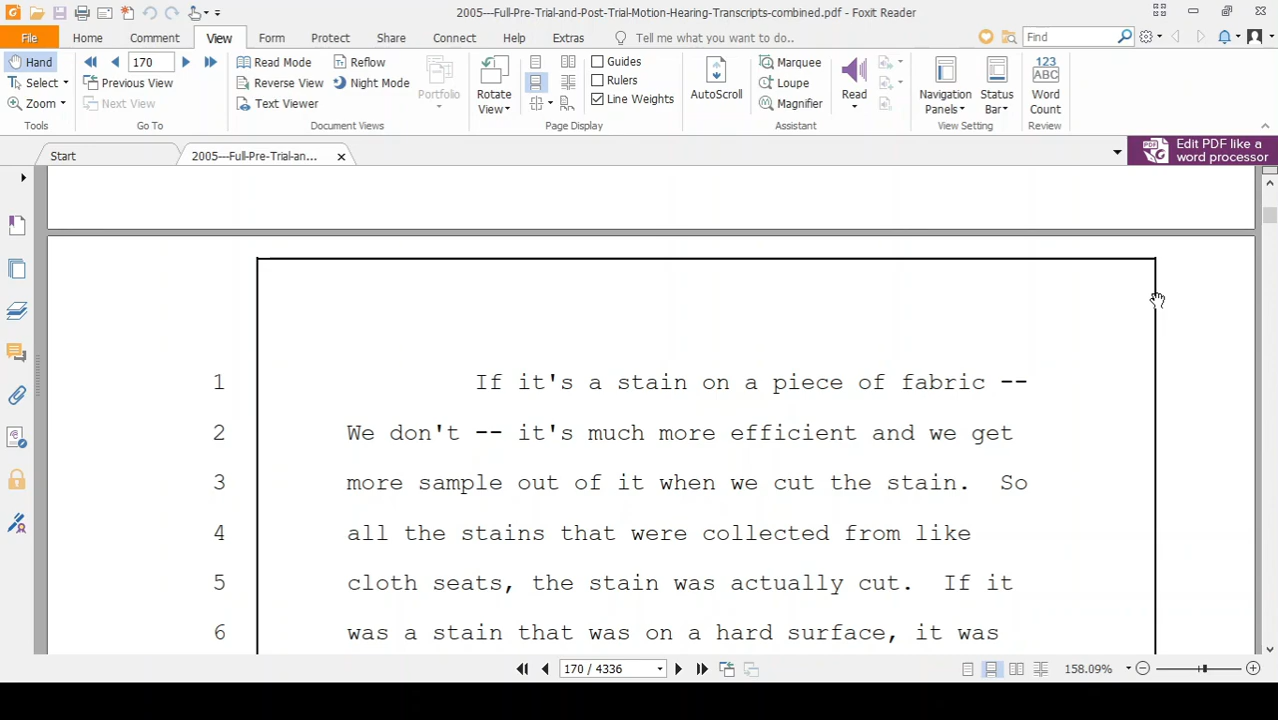 2005---Full-Pre-Trial-and-Post-Trial-Motion-Hearing-Transcripts-combined.pdf - Foxit Reader
File Home Comment View Form Protect Share Connect Help Extras Tell me what you want to do.. Find
Hand 170 Read Mode Reflow Guides Marquee
Select Previous View Reverse View Night Mode Rulers Loupe
Zoom Next View Text Viewer Portfolio Rotate View Line Weights AutoScroll Magnifier Read Navigation Panels Status Bar 123 ABC Word Count
Tools Go To Document Views Page Display Assistant View Setting Review
Start 2005---Full-Pre-Trial-an... PDF Edit PDF like a word processor
1 If it's a stain on a piece of fabric --
2 We don't -- it's much more efficient and we get
3 more sample out of it when we cut the stain. So
4 all the stains that were collected from like
5 cloth seats, the stain was actually cut. If it
6 was a stain that was on a hard surface, it was
170 / 4336 158.09%